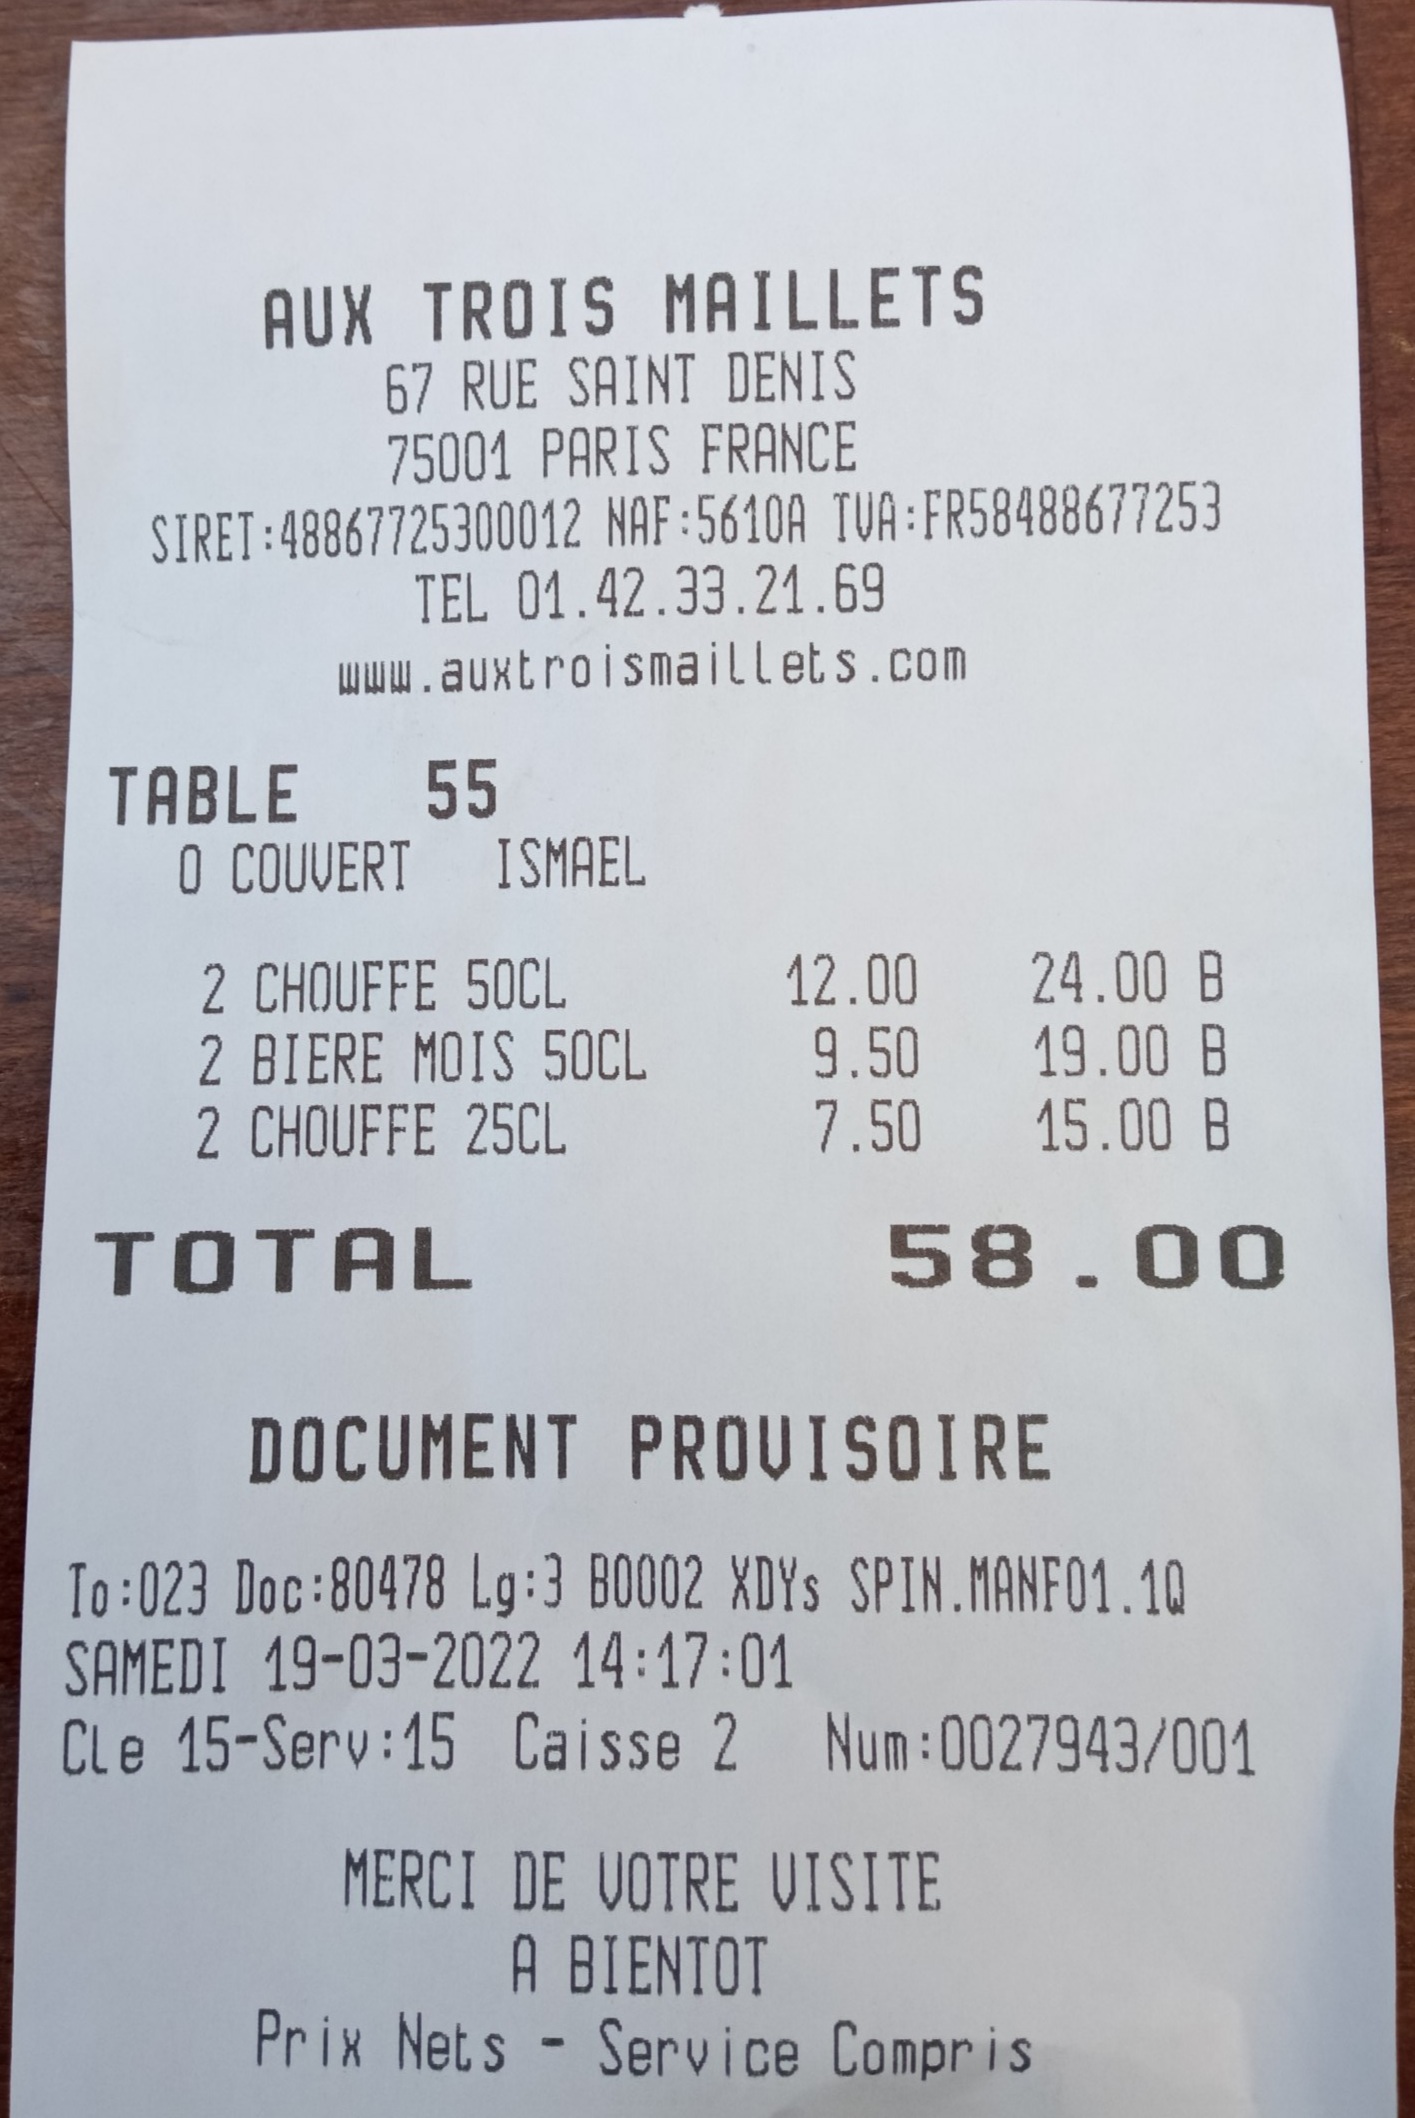 AUX TROIS MAILLETS
67 RUE SAINT DENIS
75001 PARIS FRANCE
SIRET:48867725300012 NAF:5610A TVA:FR58488677253
TEL 01.42.33.21.69
www.auxtroismaillets.com
TABLE 55
0 COUVERT ISMAEL
2 CHOUFFE 50CL 12.00 24.00 B
2 BIERE MOIS 50CL 9.50 19.00 B
2 CHOUFFE 25CL 7.50 15.00 B
TOTAL 58.00
DOCUMENT PROVISOIRE
To:023 Doc:80478 Lg:3 B0002 XDYs SPIN.MANF01.1Q
SAMEDI 19-03-2022 14:17:01
Cle 15-Serv:15 Caisse 2 Num:0027943/001
MERCI DE VOTRE VISITE
A BIENTOT
Prix Nets - Service Compris